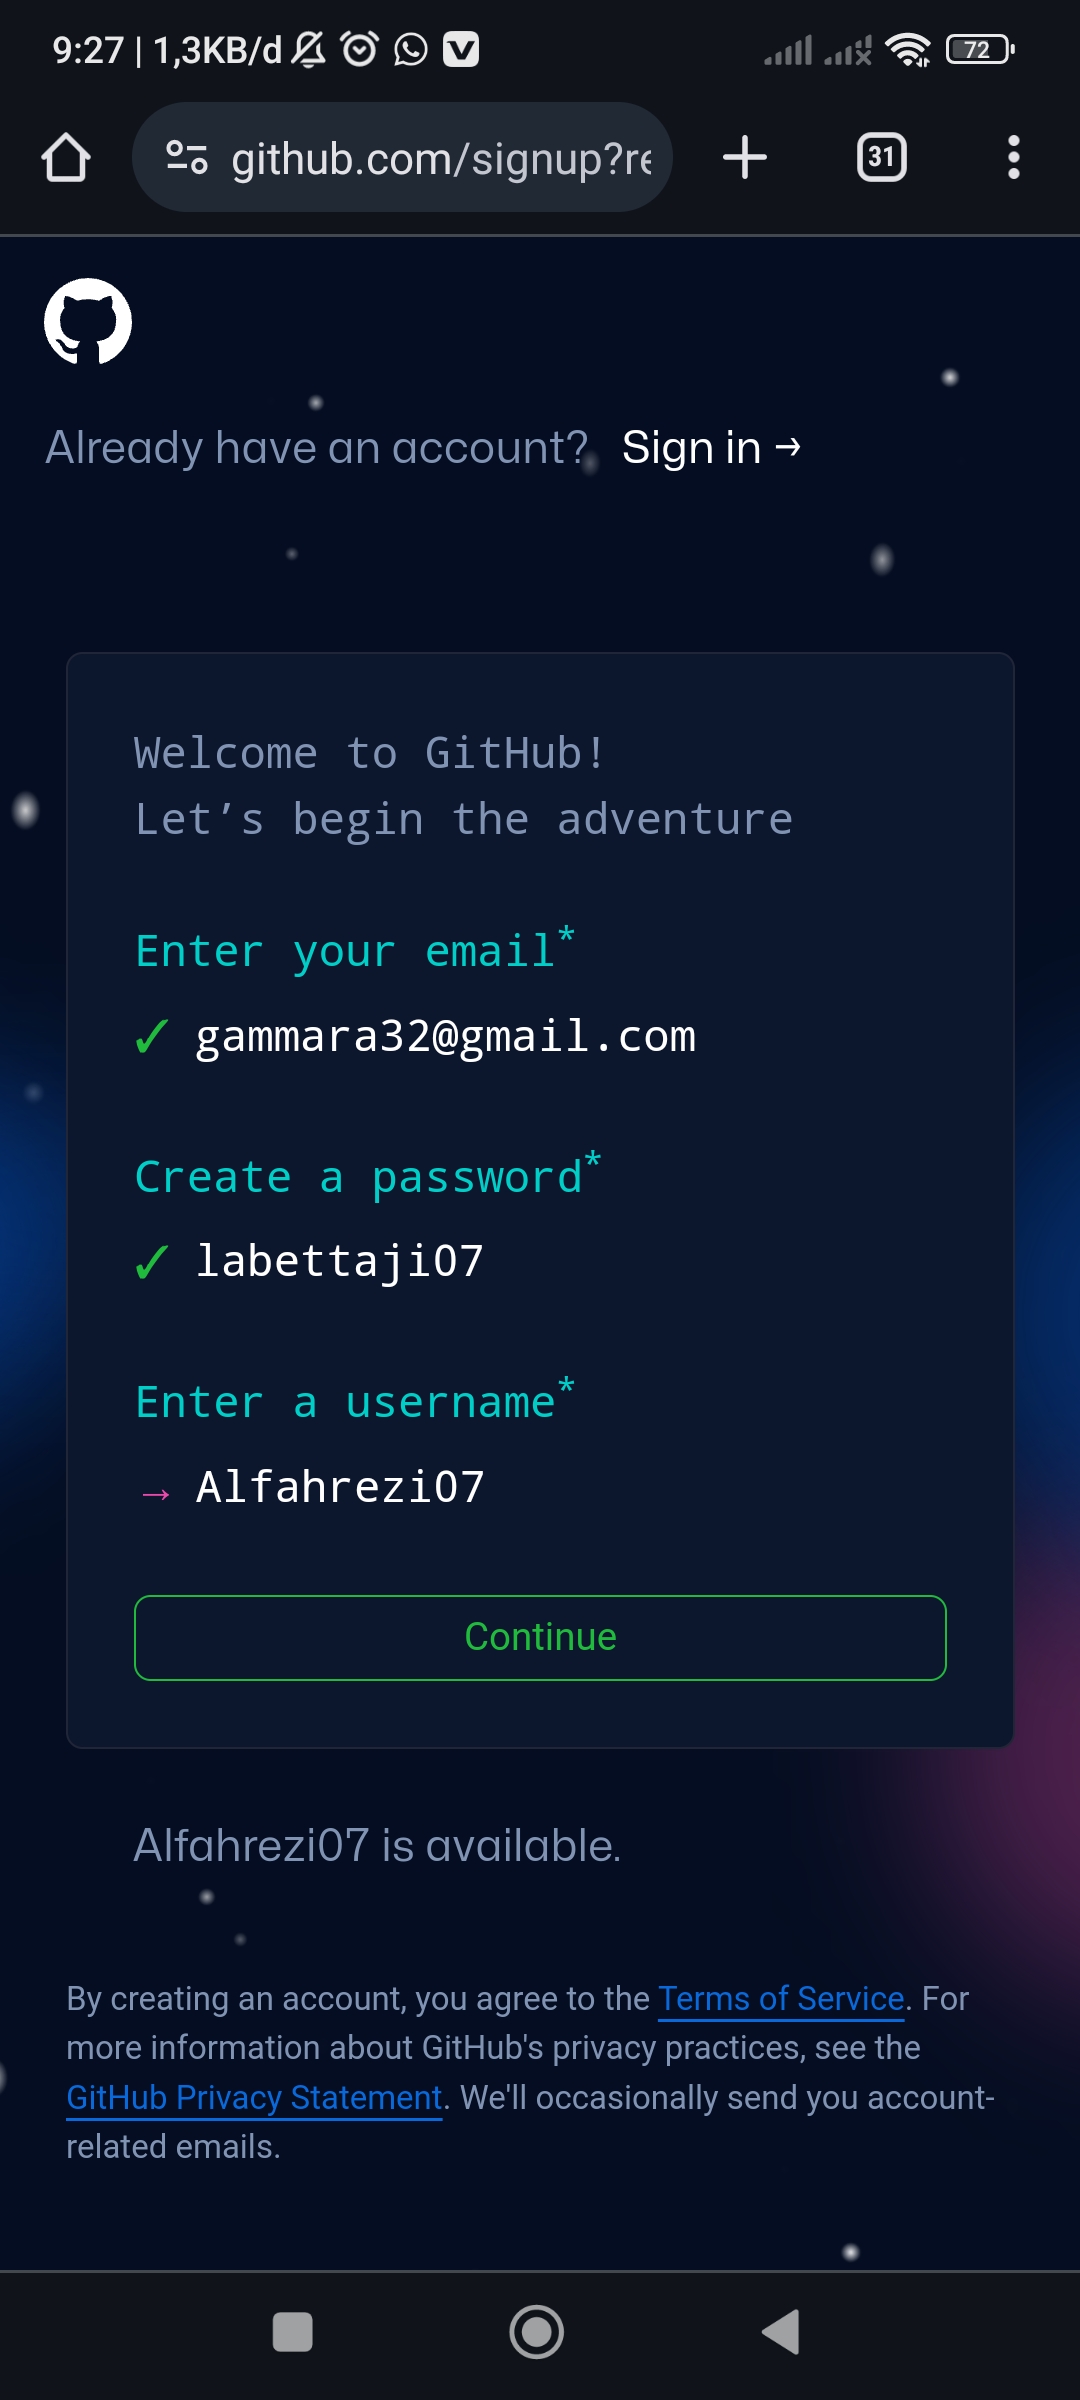 9:27 | 1,3KB/d
72
github.com/signup?re
31
Already have an account? Sign in →
Welcome to GitHub!
Let’s begin the adventure
Enter your email*
✓ gammara32@gmail.com
Create a password*
✓ labettaji07
Enter a username*
→ Alfahrezi07
Continue
Alfahrezi07 is available.
By creating an account, you agree to the Terms of Service. For
more information about GitHub's privacy practices, see the
GitHub Privacy Statement. We'll occasionally send you account-
related emails.